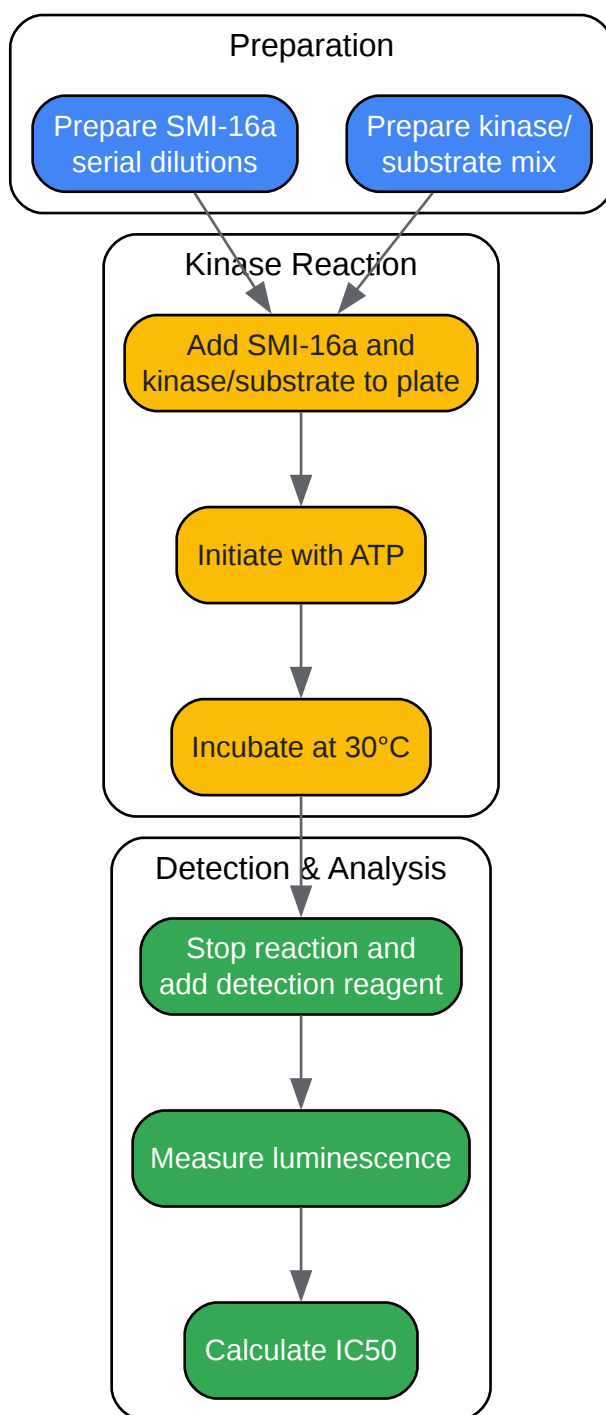 Preparation
Prepare SMI-16a
serial dilutions
Prepare kinase/
substrate mix
Kinase Reaction
Add SMI-16a and
kinase/substrate to plate
Initiate with ATP
Incubate at 30°C
Detection & Analysis
Stop reaction and
add detection reagent
Measure luminescence
Calculate IC50